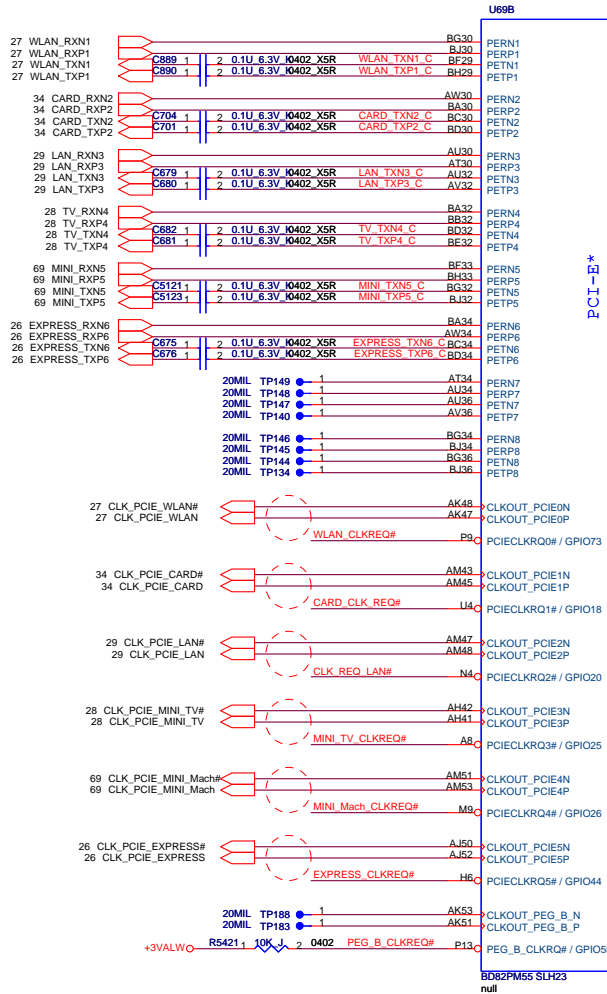 U69B
27 WLAN_RXN1 BG30 PERN1
27 WLAN_RXP1 BJ30 PERP1
27 WLAN_TXN1 C889 1 2 0.1U_6.3V_K0402_X5R WLAN_TXN1_C BF29 PETN1
27 WLAN_TXP1 C890 1 2 0.1U_6.3V_K0402_X5R WLAN_TXP1_C BH29 PETP1
34 CARD_RXN2 AW30 PERN2
34 CARD_RXP2 BA30 PERP2
34 CARD_TXN2 C704 1 2 0.1U_6.3V_K0402_X5R CARD_TXN2_C BC30 PETN2
34 CARD_TXP2 C701 1 2 0.1U_6.3V_K0402_X5R CARD_TXP2_C BD30 PETP2
29 LAN_RXN3 AU30 PERN3
29 LAN_RXP3 AT30 PERP3
29 LAN_TXN3 C679 1 2 0.1U_6.3V_K0402_X5R LAN_TXN3_C AU32 PETN3
29 LAN_TXP3 C680 1 2 0.1U_6.3V_K0402_X5R LAN_TXP3_C AV32 PETP3
28 TV_RXN4 BA32 PERN4
28 TV_RXP4 BB32 PERP4
28 TV_TXN4 C682 1 2 0.1U_6.3V_K0402_X5R TV_TXN4_C BD32 PETN4
28 TV_TXP4 C681 1 2 0.1U_6.3V_K0402_X5R TV_TXP4_C BE32 PETP4
69 MINI_RXN5 BF33 PERN5
69 MINI_RXP5 BH33 PERP5
69 MINI_TXN5 C5121 1 2 0.1U_6.3V_K0402_X5R MINI_TXN5_C BG32 PETN5
69 MINI_TXP5 C5123 1 2 0.1U_6.3V_K0402_X5R MINI_TXP5_C BJ32 PETP5
PCI-E*
26 EXPRESS_RXN6 BA34 PERN6
26 EXPRESS_RXP6 AW34 PERP6
26 EXPRESS_TXN6 C675 1 2 0.1U_6.3V_K0402_X5R EXPRESS_TXN6_C BC34 PETN6
26 EXPRESS_TXP6 C676 1 2 0.1U_6.3V_K0402_X5R EXPRESS_TXP6_C BD34 PETP6
20MIL TP149 1 AT34 PERN7
20MIL TP148 1 AU34 PERP7
20MIL TP147 1 AU36 PETN7
20MIL TP140 1 AV36 PETP7
20MIL TP146 1 BG34 PERN8
20MIL TP145 1 BJ34 PERP8
20MIL TP144 1 BG36 PETN8
20MIL TP134 1 BJ36 PETP8
27 CLK_PCIE_WLAN# AK48 CLKOUT_PCIE0N
27 CLK_PCIE_WLAN AK47 CLKOUT_PCIE0P
WLAN_CLKREQ# P9 PCIECLKRQ0# / GPIO73
34 CLK_PCIE_CARD# AM43 CLKOUT_PCIE1N
34 CLK_PCIE_CARD AM45 CLKOUT_PCIE1P
CARD_CLK_REQ# U4 PCIECLKRQ1# / GPIO18
29 CLK_PCIE_LAN# AM47 CLKOUT_PCIE2N
29 CLK_PCIE_LAN AM48 CLKOUT_PCIE2P
CLK_REQ_LAN# N4 PCIECLKRQ2# / GPIO20
28 CLK_PCIE_MINI_TV# AH42 CLKOUT_PCIE3N
28 CLK_PCIE_MINI_TV AH41 CLKOUT_PCIE3P
MINI_TV_CLKREQ# A8 PCIECLKRQ3# / GPIO25
69 CLK_PCIE_MINI_Mach# AM51 CLKOUT_PCIE4N
69 CLK_PCIE_MINI_Mach AM53 CLKOUT_PCIE4P
MINI_Mach_CLKREQ# M9 PCIECLKRQ4# / GPIO26
26 CLK_PCIE_EXPRESS# AJ50 CLKOUT_PCIE5N
26 CLK_PCIE_EXPRESS AJ52 CLKOUT_PCIE5P
EXPRESS_CLKREQ# H6 PCIECLKRQ5# / GPIO44
20MIL TP188 1 AK53 CLKOUT_PEG_B_N
20MIL TP183 1 AK51 CLKOUT_PEG_B_P
+3VALW R5421 1 10K_J 2 0402 PEG_B_CLKREQ# P13 PEG_B_CLKRQ# / GPIO5
BD82PM55 SLH23
null